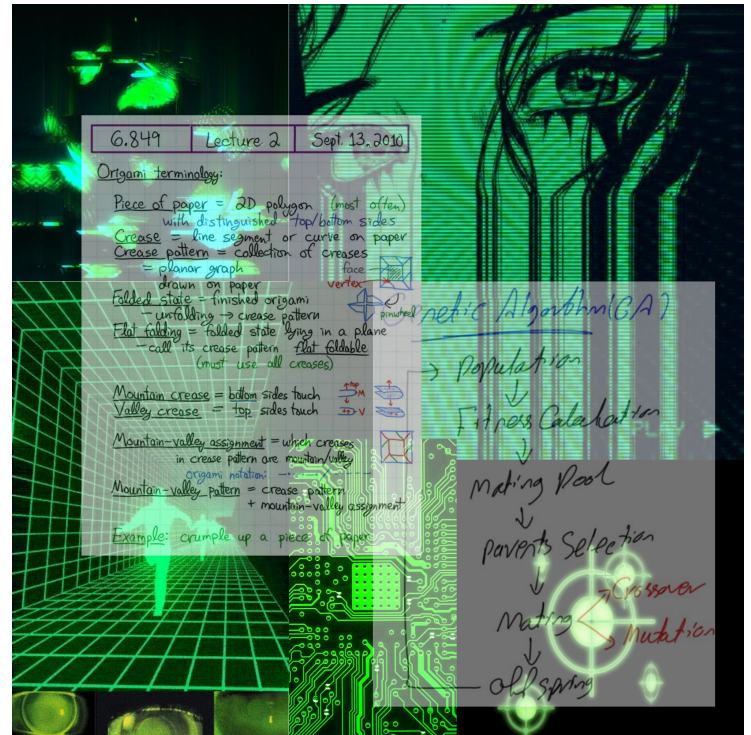 6.849 Lecture 2 Sept. 13, 2010
Origami terminology:
Piece of paper = 2D polygon (most often)
with distinguished top/bottom sides
Crease = line segment or curve on paper
Crease pattern = collection of creases
= planar graph
drawn on paper
face
vertex
Folded state = finished origami
– unfolding → crease pattern
pinwheel
Flat folding = folded state lying in a plane
– call its crease pattern flat foldable
(must use all creases)
Mountain crease = bottom sides touch
top
M
Valley crease = top sides touch
V
Mountain-valley assignment = which creases
in crease pattern are mountain/valley
origami notation:
Mountain-valley pattern = crease pattern
+ mountain-valley assignment
Example: crumple up a piece of paper
netic Algorithm(GA)
→ Population
↓
Fitness Calculation
↓
Mating Pool
↓
Parents Selection
↓
Mating
Crossover
Mutation
↓
PLAY